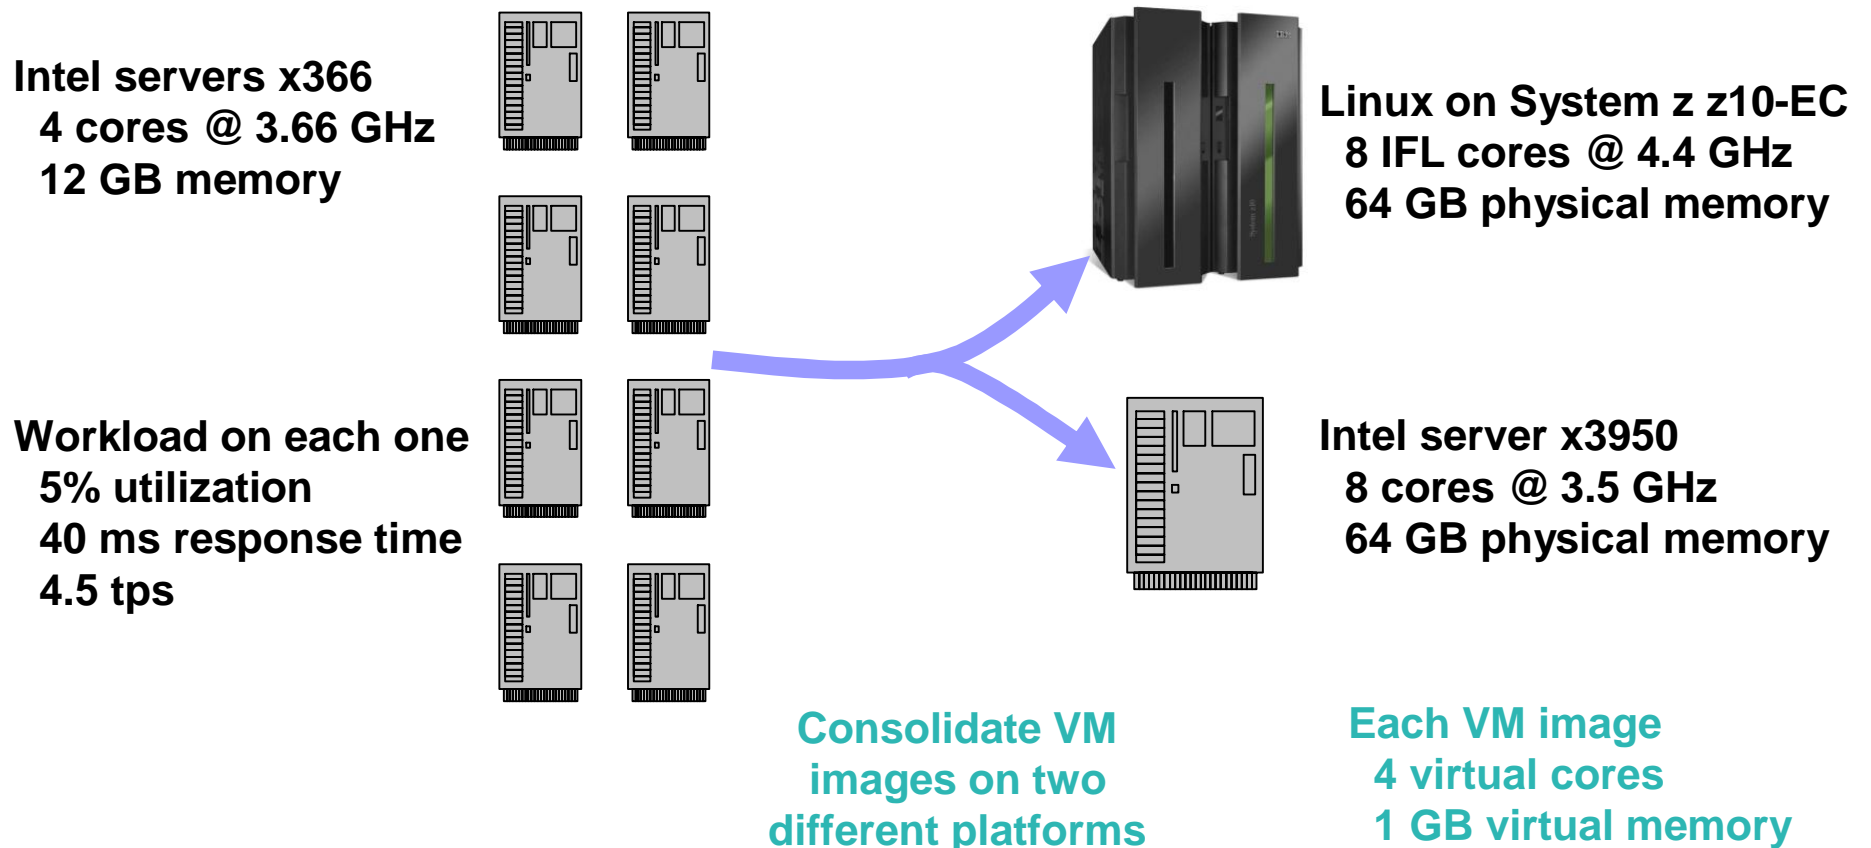 Intel servers x366
4 cores @ 3.66 GHz
12 GB memory
Workload on each one
5% utilization
40 ms response time
4.5 tps
Linux on System z z10-EC
8 IFL cores @ 4.4 GHz
64 GB physical memory
Intel server x3950
8 cores @ 3.5 GHz
64 GB physical memory
Consolidate VM
images on two
different platforms
Each VM image
4 virtual cores
1 GB virtual memory